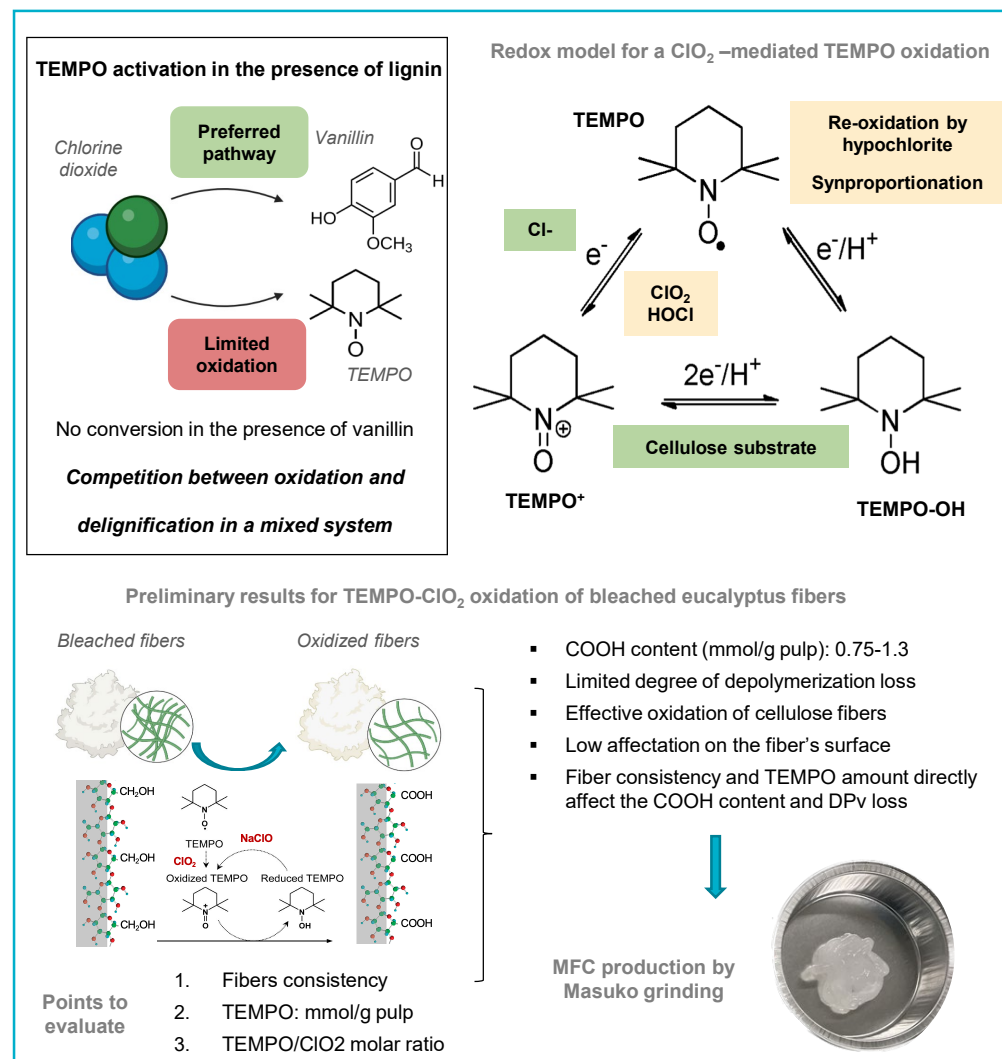 TEMPO activation in the presence of lignin
Chlorine
dioxide
Preferred
pathway
Vanillin
O
H
HO
OCH₃
Limited
oxidation
N
O
TEMPO
No conversion in the presence of vanillin
Competition between oxidation and
delignification in a mixed system
Redox model for a ClO₂ –mediated TEMPO oxidation
TEMPO
N
O•
Re-oxidation by
hypochlorite
Synproportionation
Cl-
e⁻
ClO₂
HOCl
e⁻/H⁺
2e⁻/H⁺
Cellulose substrate
N⊕
O
TEMPO⁺
N
OH
TEMPO-OH
Preliminary results for TEMPO-ClO₂ oxidation of bleached eucalyptus fibers
Bleached fibers
Oxidized fibers
CH₂OH
CH₂OH
CH₂OH
N
O•
TEMPO
ClO₂
NaClO
Oxidized TEMPO
Reduced TEMPO
N+
O
N
OH
COOH
COOH
COOH
Points to
evaluate
1. Fibers consistency
2. TEMPO: mmol/g pulp
3. TEMPO/ClO2 molar ratio
▪ COOH content (mmol/g pulp): 0.75-1.3
▪ Limited degree of depolymerization loss
▪ Effective oxidation of cellulose fibers
▪ Low affectation on the fiber's surface
▪ Fiber consistency and TEMPO amount directly
affect the COOH content and DPv loss
MFC production by
Masuko grinding